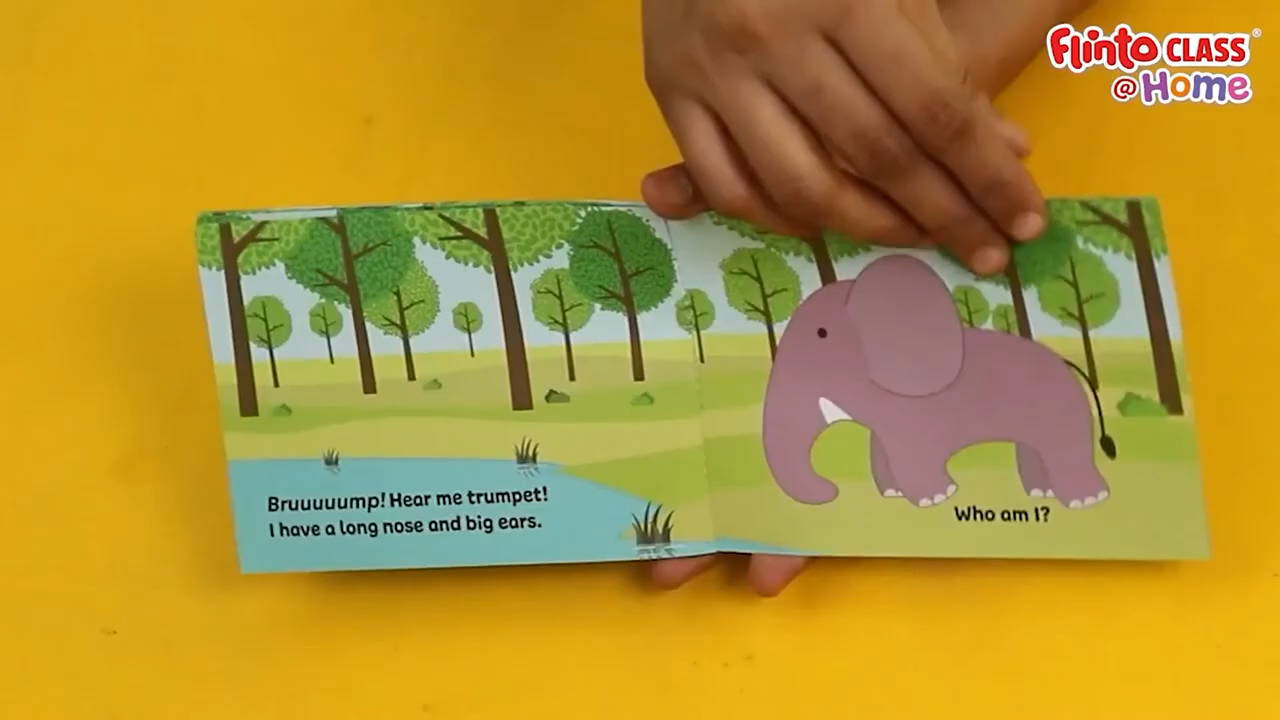 Flinto CLASS®
@Home
Bruuuuump! Hear me trumpet!
I have a long nose and big ears.
Who am I?